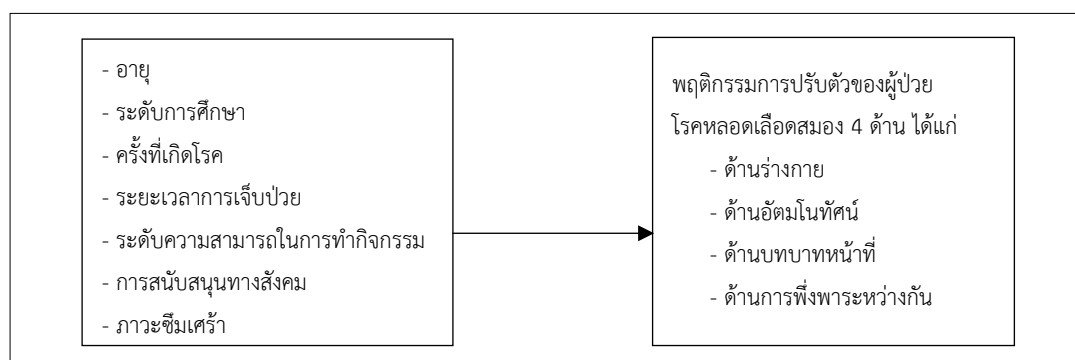 - อายุ
- ระดับการศึกษา
- ครั้งที่เกิดโรค
- ระยะเวลาการเจ็บป่วย
- ระดับความสามารถในการทำกิจกรรม
- การสนับสนุนทางสังคม
- ภาวะซึมเศร้า
พฤติกรรมการปรับตัวของผู้ป่วย
โรคหลอดเลือดสมอง 4 ด้าน ได้แก่
- ด้านร่างกาย
- ด้านอัตมโนทัศน์
- ด้านบทบาทหน้าที่
- ด้านการพึ่งพาระหว่างกัน